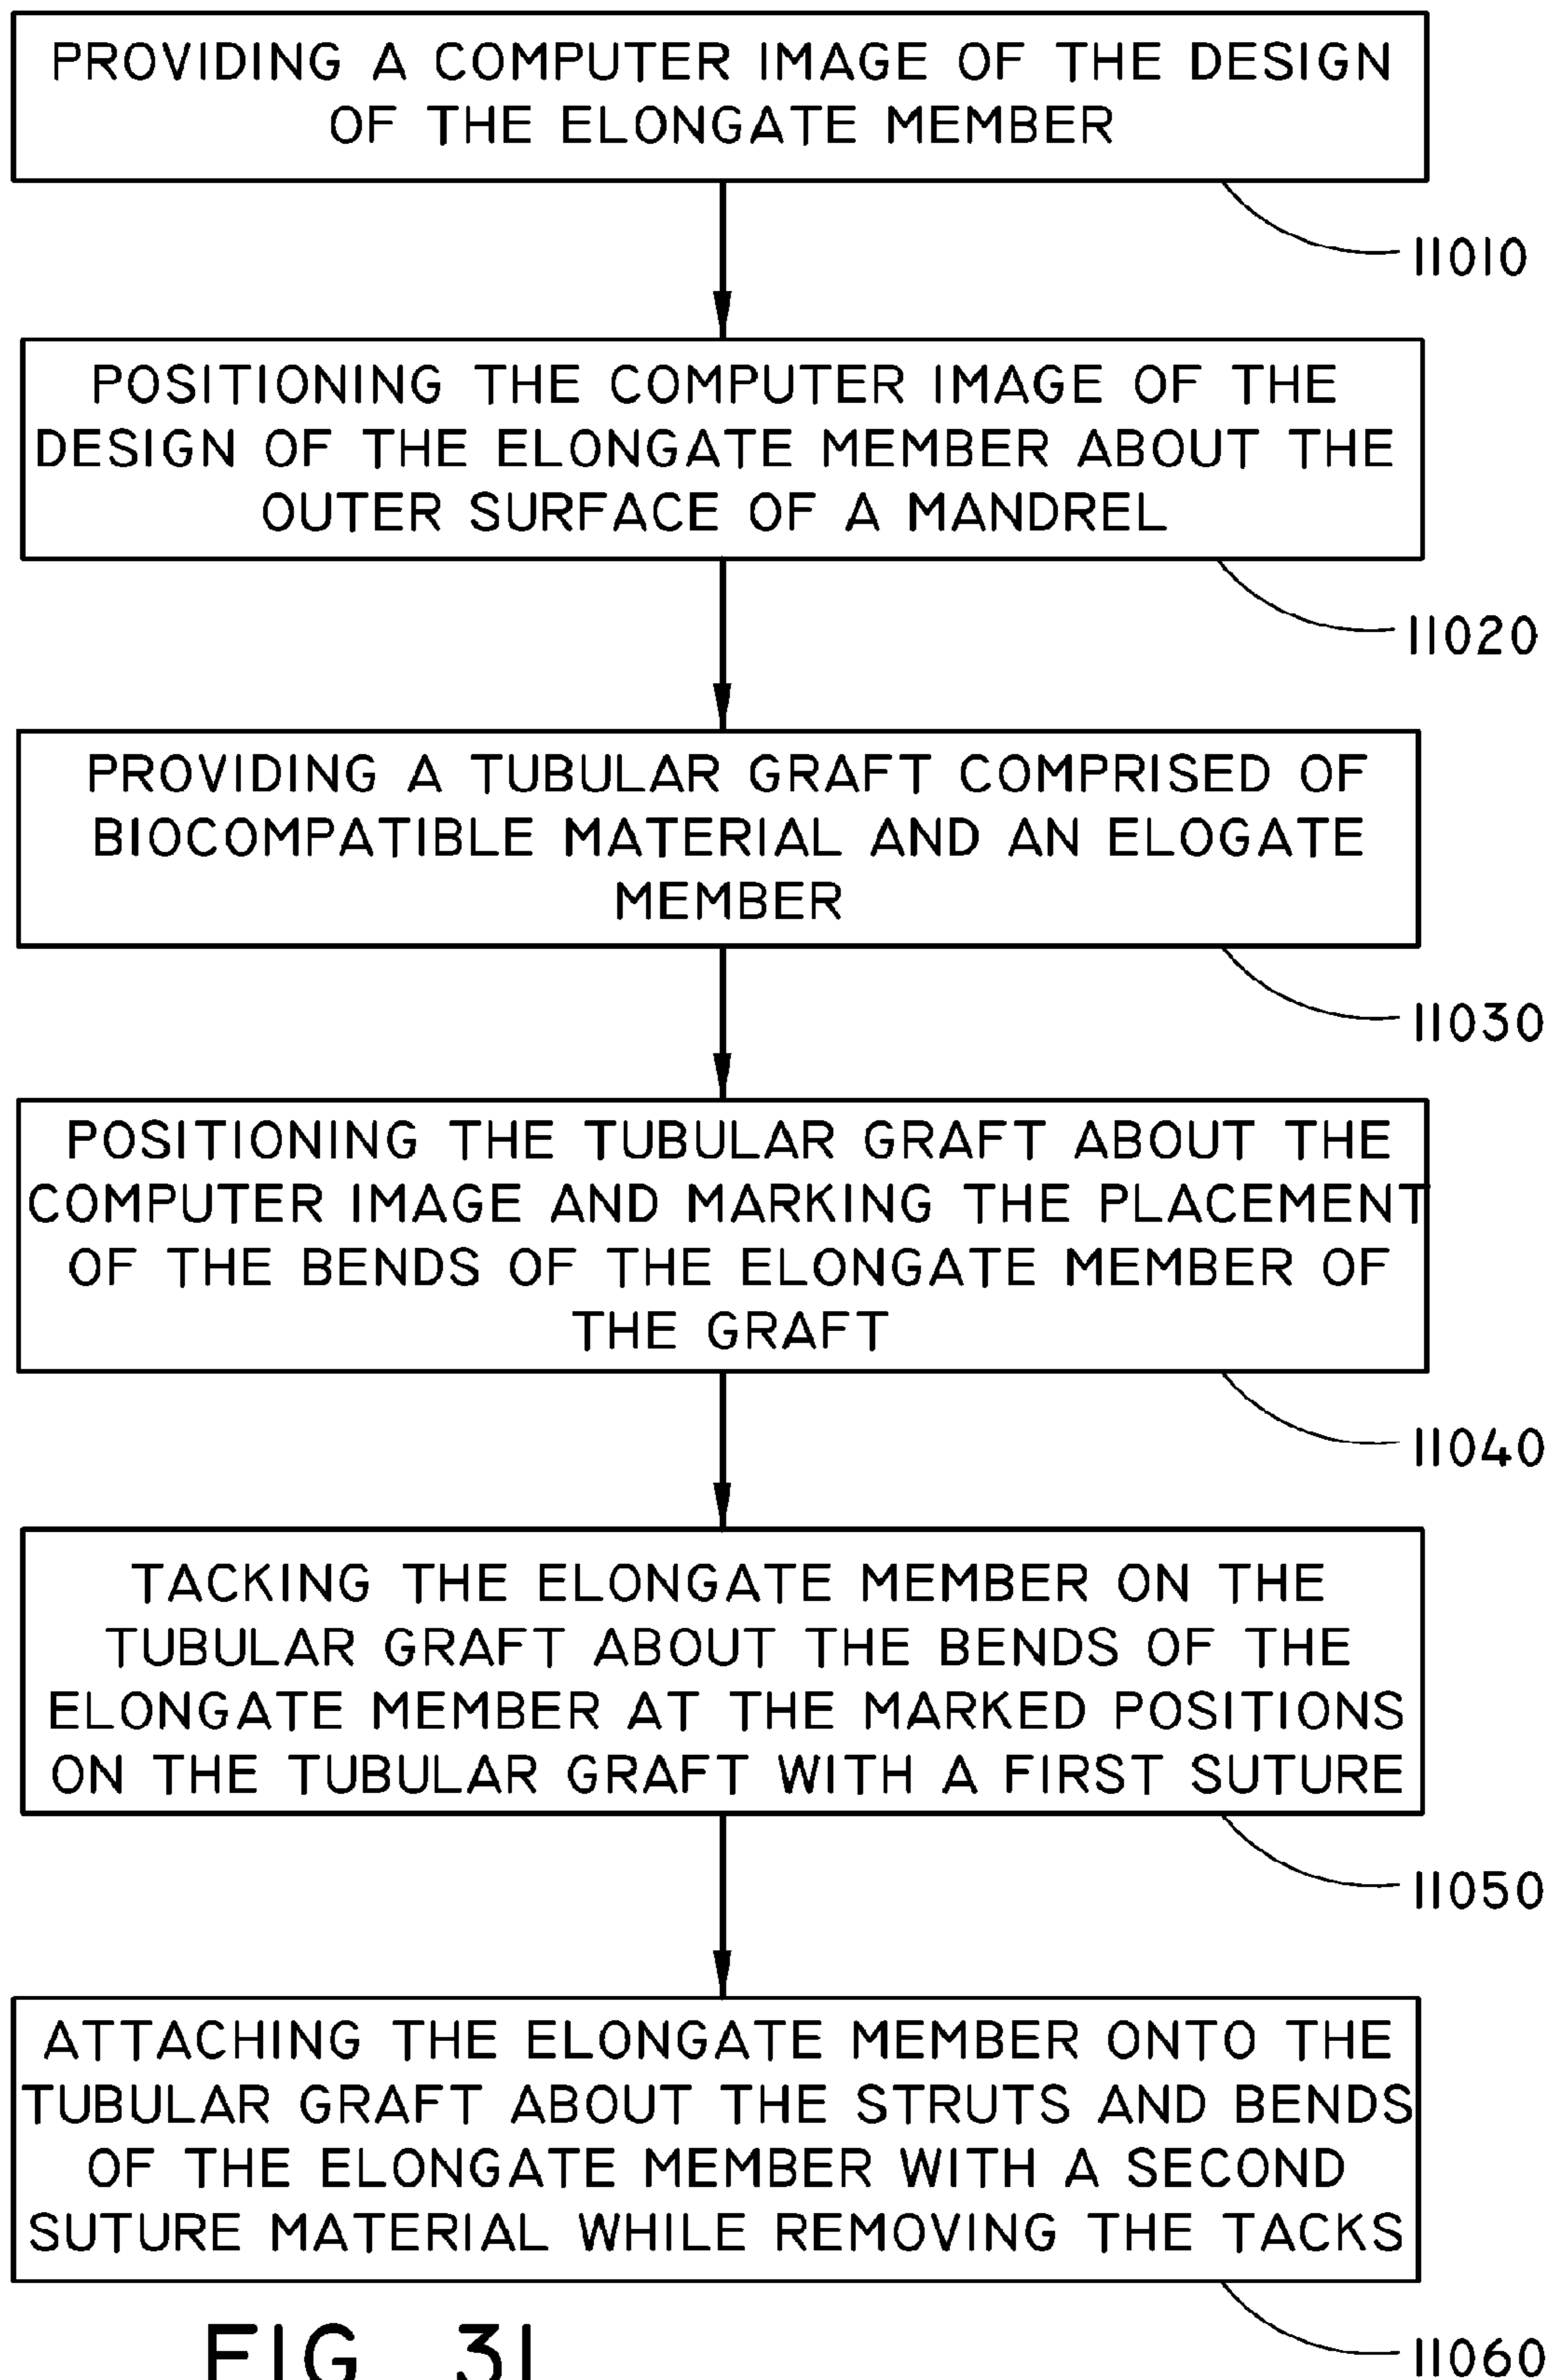 PROVIDING A COMPUTER IMAGE OF THE DESIGN
OF THE ELONGATE MEMBER
11010
POSITIONING THE COMPUTER IMAGE OF THE
DESIGN OF THE ELONGATE MEMBER ABOUT THE
OUTER SURFACE OF A MANDREL
11020
PROVIDING A TUBULAR GRAFT COMPRISED OF
BIOCOMPATIBLE MATERIAL AND AN ELOGATE
MEMBER
11030
POSITIONING THE TUBULAR GRAFT ABOUT THE
COMPUTER IMAGE AND MARKING THE PLACEMENT
OF THE BENDS OF THE ELONGATE MEMBER OF
THE GRAFT
11040
TACKING THE ELONGATE MEMBER ON THE
TUBULAR GRAFT ABOUT THE BENDS OF THE
ELONGATE MEMBER AT THE MARKED POSITIONS
ON THE TUBULAR GRAFT WITH A FIRST SUTURE
11050
ATTACHING THE ELONGATE MEMBER ONTO THE
TUBULAR GRAFT ABOUT THE STRUTS AND BENDS
OF THE ELONGATE MEMBER WITH A SECOND
SUTURE MATERIAL WHILE REMOVING THE TACKS
11060
FIG. 31